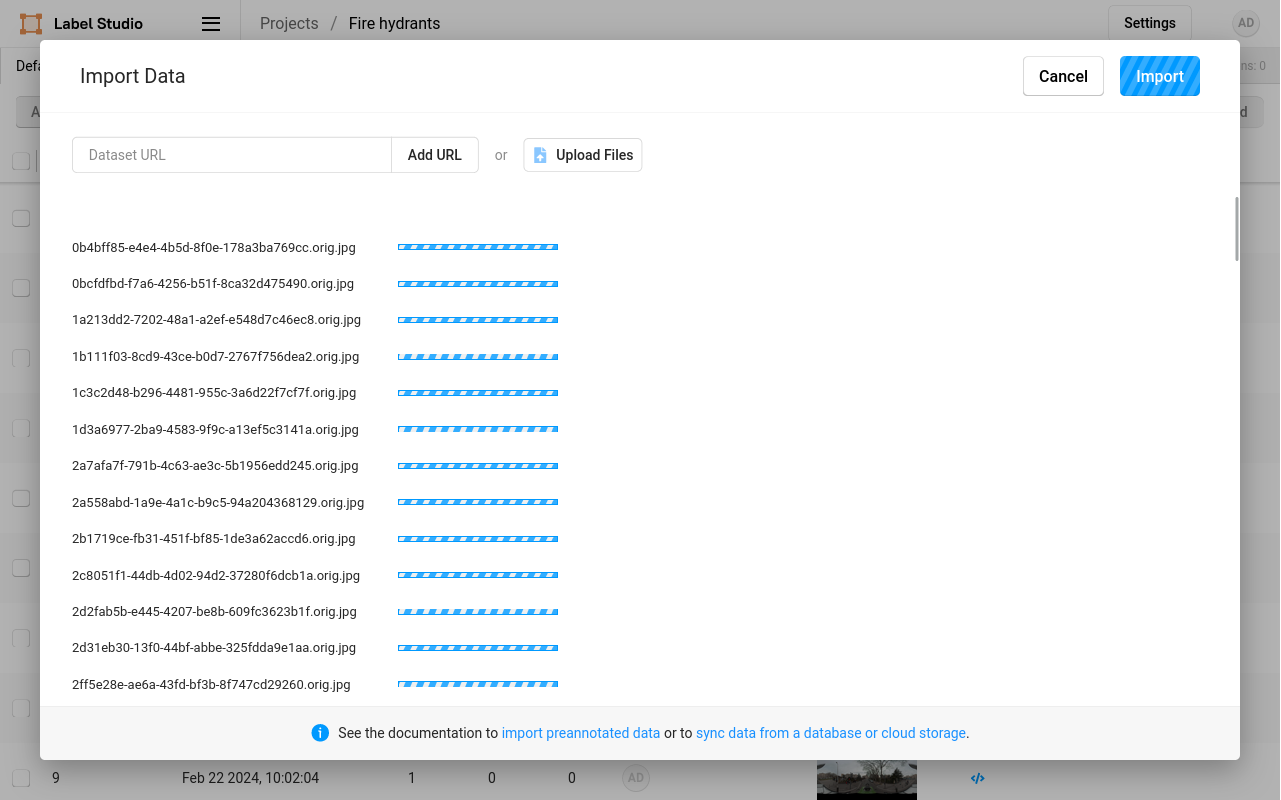 Label Studio
Projects / Fire hydrants
Settings
AD
Defa
ns: 0
A
d
Import Data
Cancel
Import
Dataset URL
Add URL
or
Upload Files
0b4bff85-e4e4-4b5d-8f0e-178a3ba769cc.orig.jpg
0bcfdfbd-f7a6-4256-b51f-8ca32d475490.orig.jpg
1a213dd2-7202-48a1-a2ef-e548d7c46ec8.orig.jpg
1b111f03-8cd9-43ce-b0d7-2767f756dea2.orig.jpg
1c3c2d48-b296-4481-955c-3a6d22f7cf7f.orig.jpg
1d3a6977-2ba9-4583-9f9c-a13ef5c3141a.orig.jpg
2a7afa7f-791b-4c63-ae3c-5b1956edd245.orig.jpg
2a558abd-1a9e-4a1c-b9c5-94a204368129.orig.jpg
2b1719ce-fb31-451f-bf85-1de3a62accd6.orig.jpg
2c8051f1-44db-4d02-94d2-37280f6dcb1a.orig.jpg
2d2fab5b-e445-4207-be8b-609fc3623b1f.orig.jpg
2d31eb30-13f0-44bf-abbe-325fdda9e1aa.orig.jpg
2ff5e28e-ae6a-43fd-bf3b-8f747cd29260.orig.jpg
See the documentation to import preannotated data or to sync data from a database or cloud storage.
9 Feb 22 2024, 10:02:04 1 0 0 AD